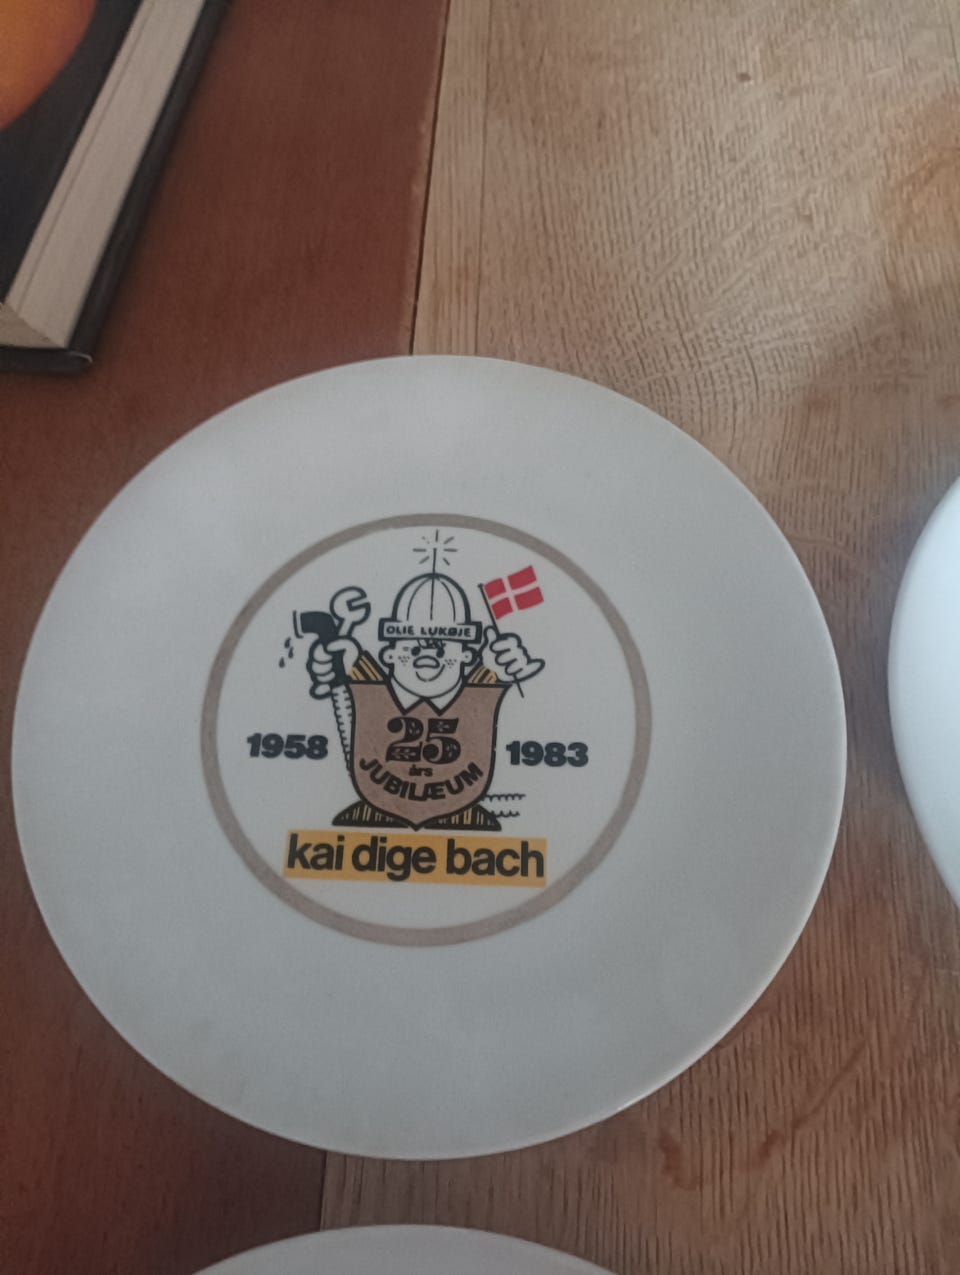 OLIE LUKØJE
25
års
JUBILÆUM
1958
1983
kai dige bach